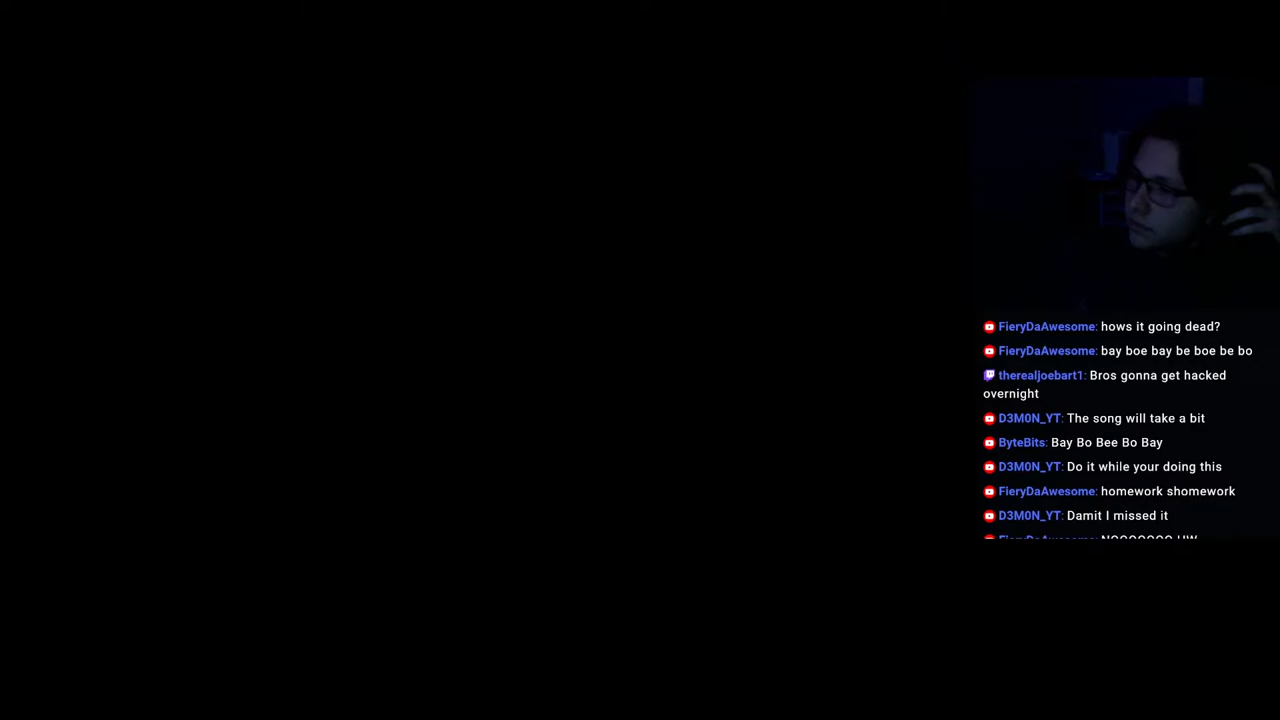 FieryDaAwesome: hows it going dead?
FieryDaAwesome: bay boe bay be boe be bo
therealjoebart1: Bros gonna get hacked
overnight
D3M0N_YT: The song will take a bit
ByteBits: Bay Bo Bee Bo Bay
D3M0N_YT: Do it while your doing this
FieryDaAwesome: homework shomework
D3M0N_YT: Damit I missed it
FieryDaAwesome: